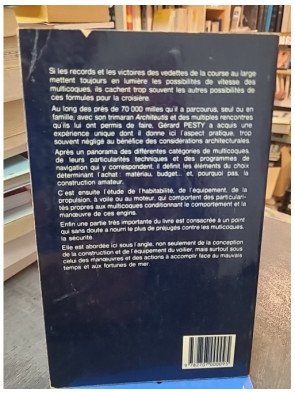 Si les records et les victoires des vedettes de la course au large
mettent toujours en lumière les possibilités de vitesse des
multicoques, ils cachent trop souvent les autres possibilités de
ces formules pour la croisière.
Au long des près de 70 000 milles qu'il a parcourus, seul ou en
famille, avec son trimaran Architeutis et des multiples rencontres
qu'ils lui ont permis de faire, Gérard PESTY a acquis une
expérience unique dont il donne ici l'aspect pratique, trop
souvent négligé au bénéfice des considérations architecturales.
Après un panorama des différentes catégories de multicoques,
de leurs particularités techniques et des programmes de
navigation qui y correspondent, il définit les éléments du choix
déterminant l'achat: matériau, budget... et, pourquoi pas, la
construction amateur.
C'est ensuite l'étude de l'habitabilité, de l'équipement, de la
propulsion, à voile ou au moteur, qui comportent des particulari-
tés propres aux multicoques conditionnant le comportement et la
manœuvre de ces engins.
Enfin une partie très importante du livre est consacrée à un point
qui sans doute a nourri le plus de préjugés contre les multicoques,
la sécurité.
Elle est abordée ici sous l'angle, non seulement de la conception
de la construction et de l'équipement du voilier, mais surtout sous
celui des manœuvres et des actions à accomplir face au mauvais
temps et aux fortunes de mer.